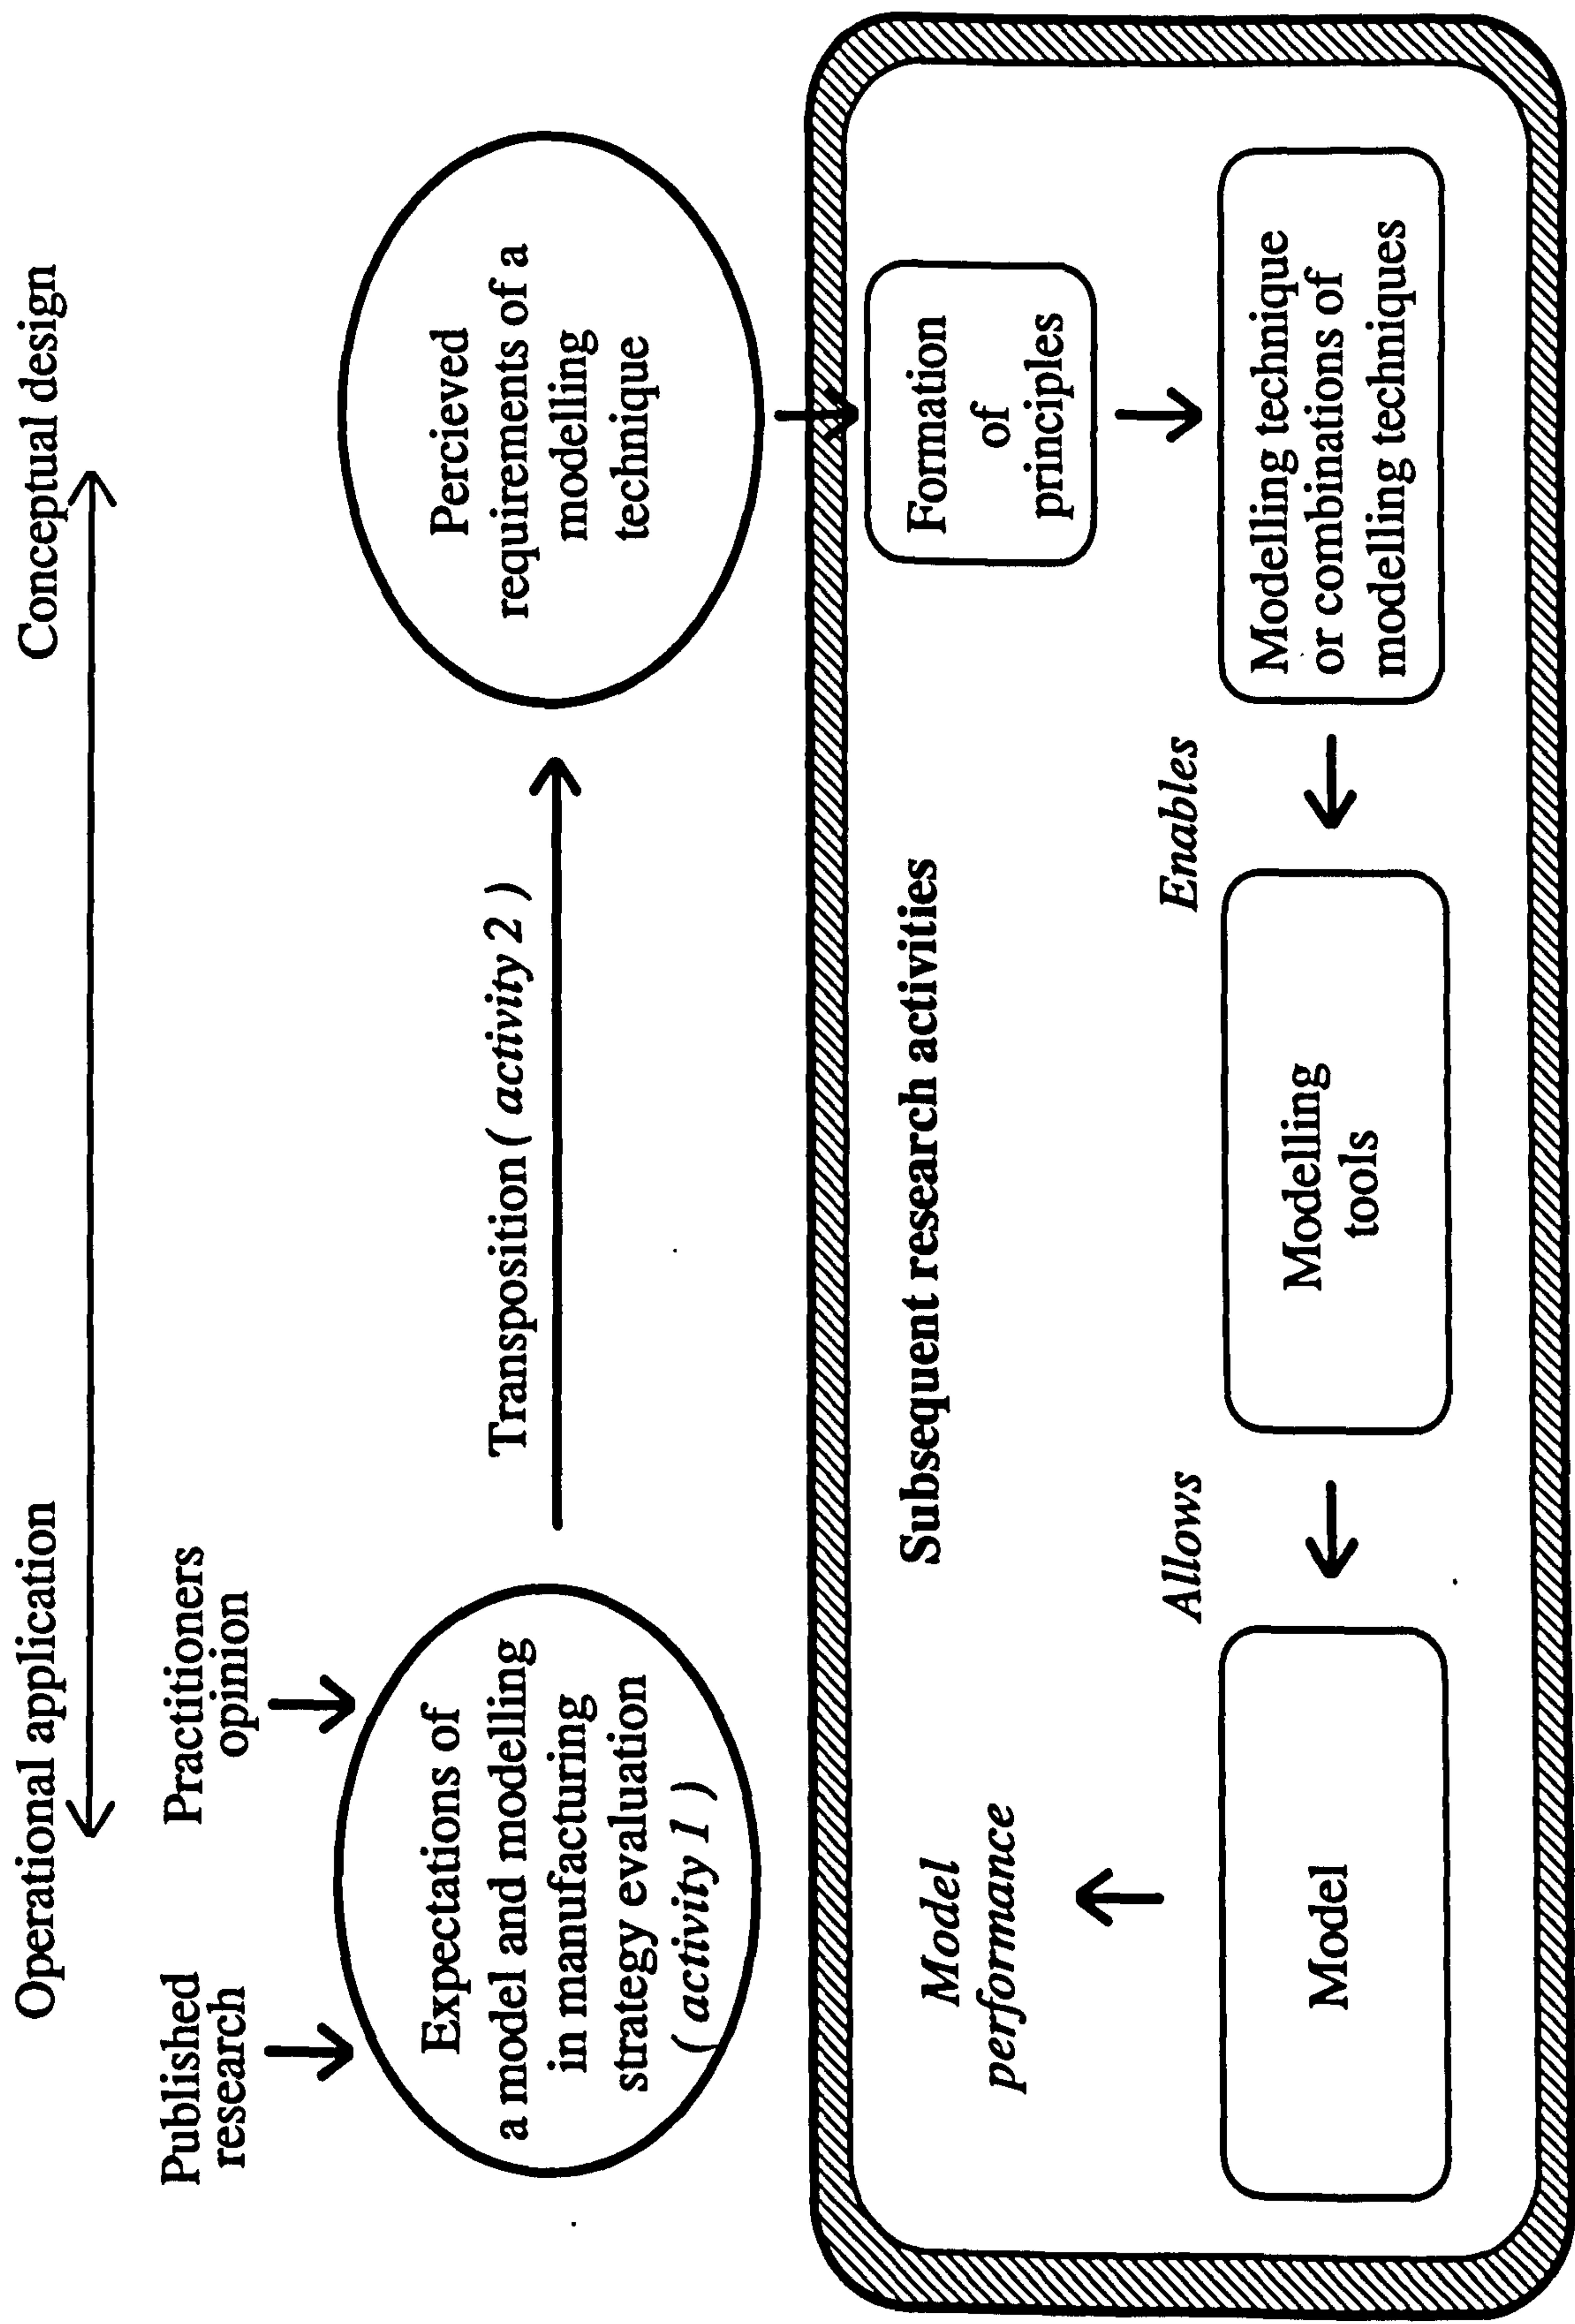 Operational application
Conceptual design
Published
research
Practitioners
opinion
Expectations of
a model and modelling
in manufacturing
strategy evaluation
( activity 1 )
Transposition ( activity 2 )
Percieved
requirements of a
modelling
technique
Subsequent research activities
Formation
of
principles
Modelling technique
or combinations of
modelling techniques
Enables
Modelling
tools
Allows
Model
Model
performance